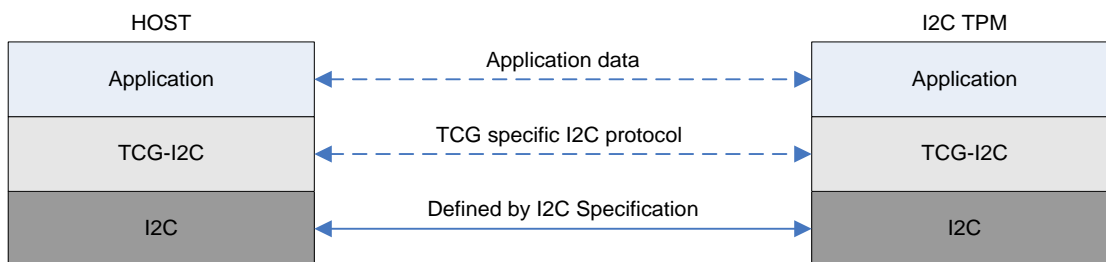 HOST
I2C TPM
Application
Application data
Application
TCG-I2C
TCG specific I2C protocol
TCG-I2C
I2C
Defined by I2C Specification
I2C